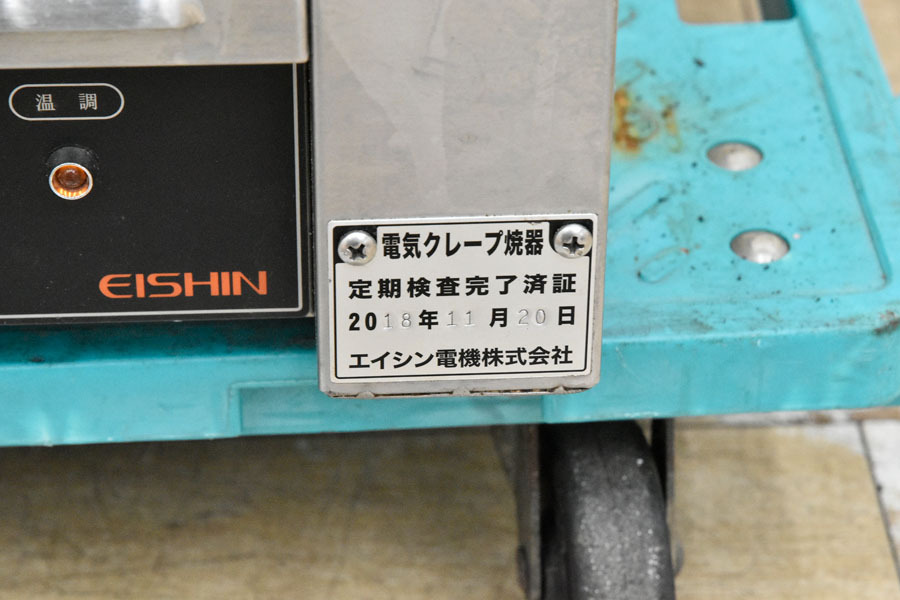 温調
EISHIN
電気クレープ焼器
定期検査完了済証
2018年11月20日
エイシン電機株式会社